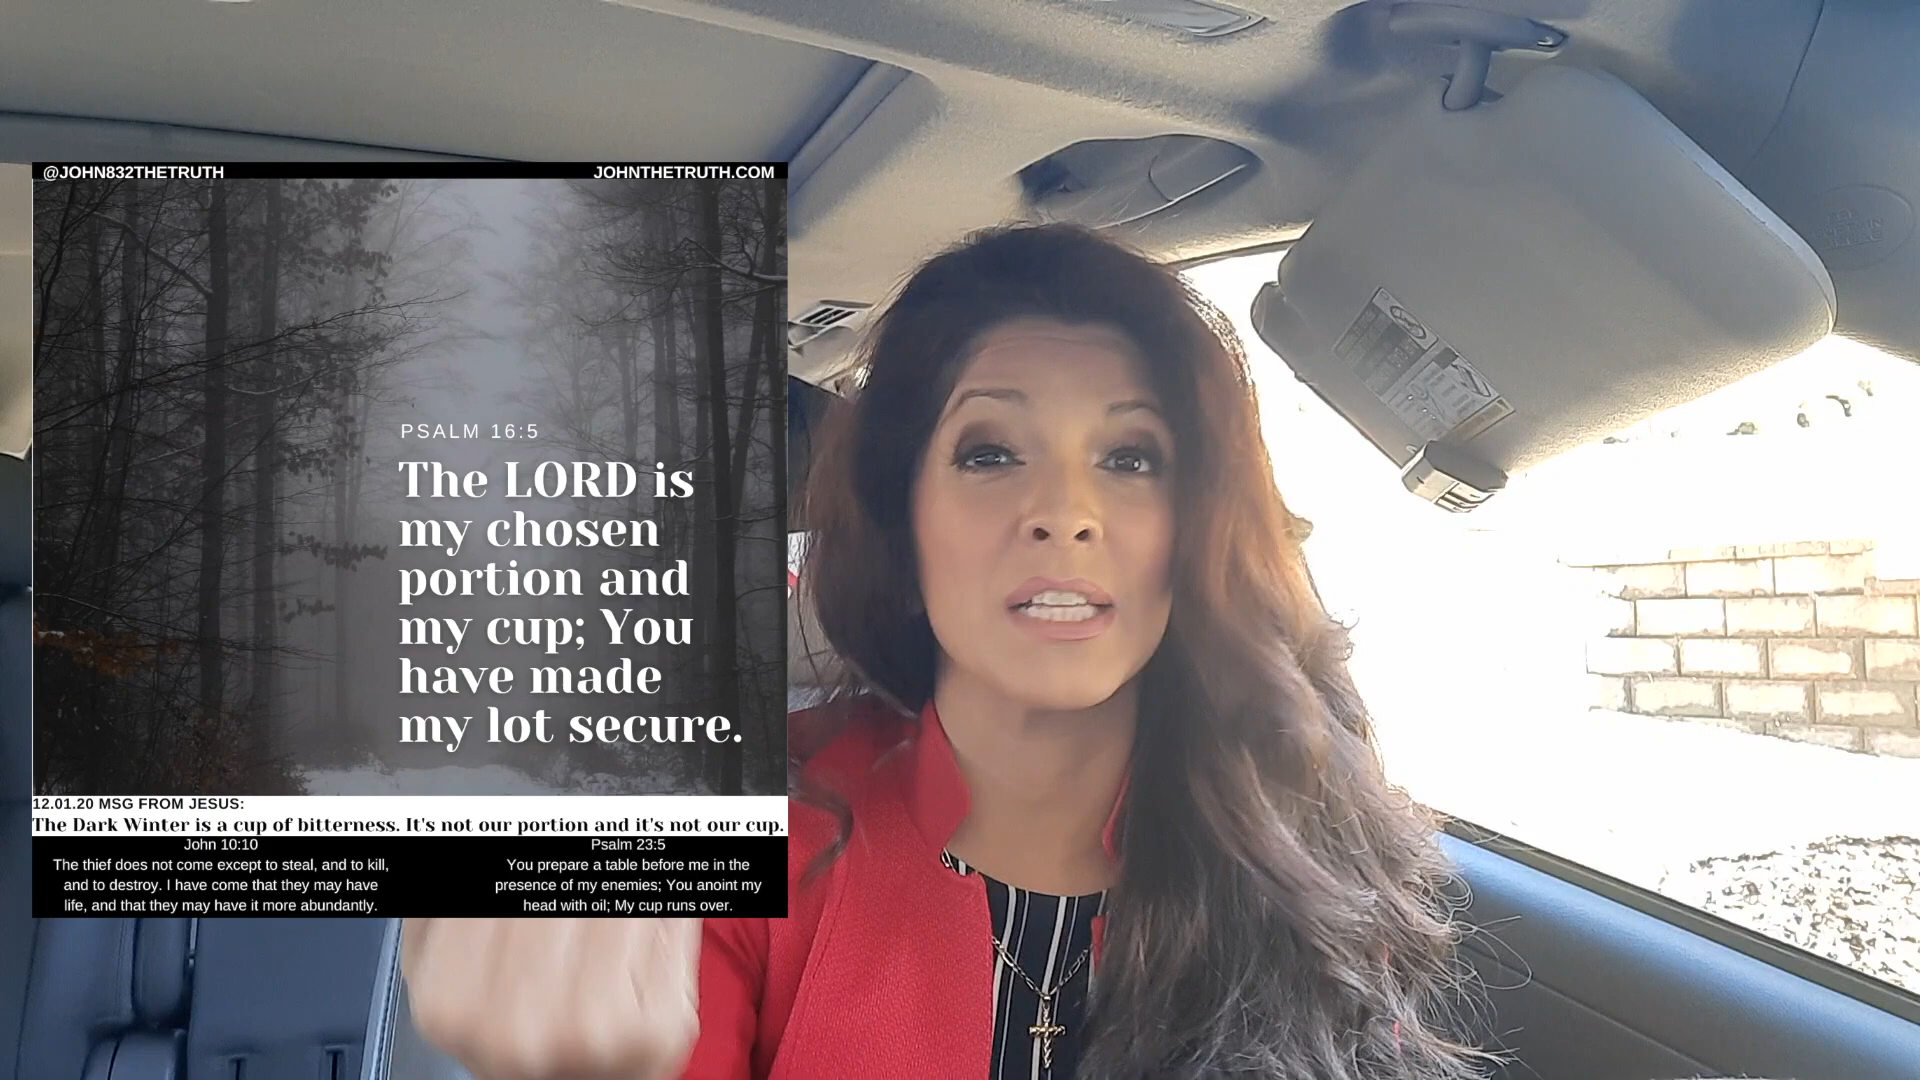 @JOHN832THETRUTH
JOHNTHETRUTH.COM
PSALM 16:5
The LORD is
my chosen
portion and
my cup; You
have made
my lot secure.
12.01.20 MSG FROM JESUS:
The Dark Winter is a cup of bitterness. It's not our portion and it's not our cup.
John 10:10
The thief does not come except to steal, and to kill,
and to destroy. I have come that they may have
life, and that they may have it more abundantly.
Psalm 23:5
You prepare a table before me in the
presence of my enemies; You anoint my
head with oil; My cup runs over.